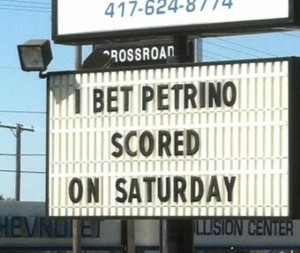 417-624-8774
CROSSROAD
I BET PETRINO
SCORED
ON SATURDAY
HEVROLET
LLISION CENTER